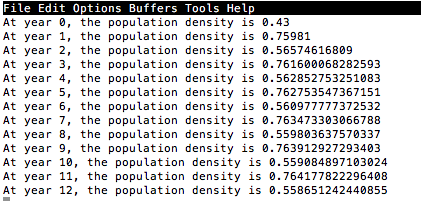 File Edit Options Buffers Tools Help
At year 0, the population density is 0.43
At year 1, the population density is 0.75981
At year 2, the population density is 0.56574616809
At year 3, the population density is 0.761600068282593
At year 4, the population density is 0.562852753251083
At year 5, the population density is 0.762753547367151
At year 6, the population density is 0.560977777372532
At year 7, the population density is 0.763473303066788
At year 8, the population density is 0.559803637570337
At year 9, the population density is 0.763912927293403
At year 10, the population density is 0.559084897103024
At year 11, the population density is 0.764177822296408
At year 12, the population density is 0.558651242440855